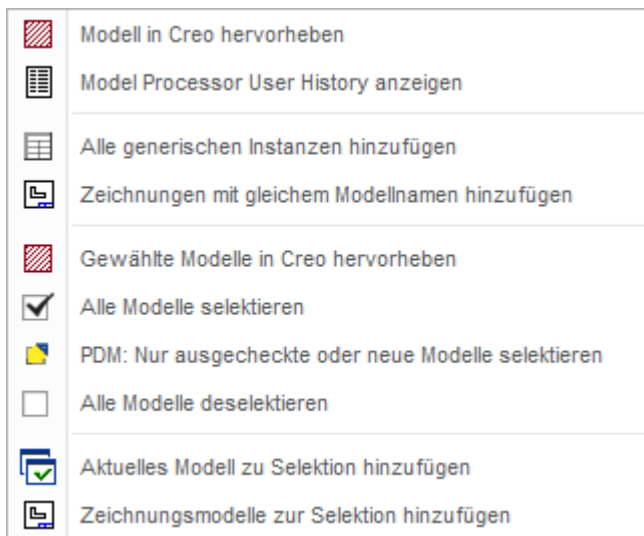 Modell in Creo hervorheben
Model Processor User History anzeigen
Alle generischen Instanzen hinzufügen
Zeichnungen mit gleichem Modellnamen hinzufügen
Gewählte Modelle in Creo hervorheben
Alle Modelle selektieren
PDM: Nur ausgecheckte oder neue Modelle selektieren
Alle Modelle deselektieren
Aktuelles Modell zu Selektion hinzufügen
Zeichnungsmodelle zur Selektion hinzufügen